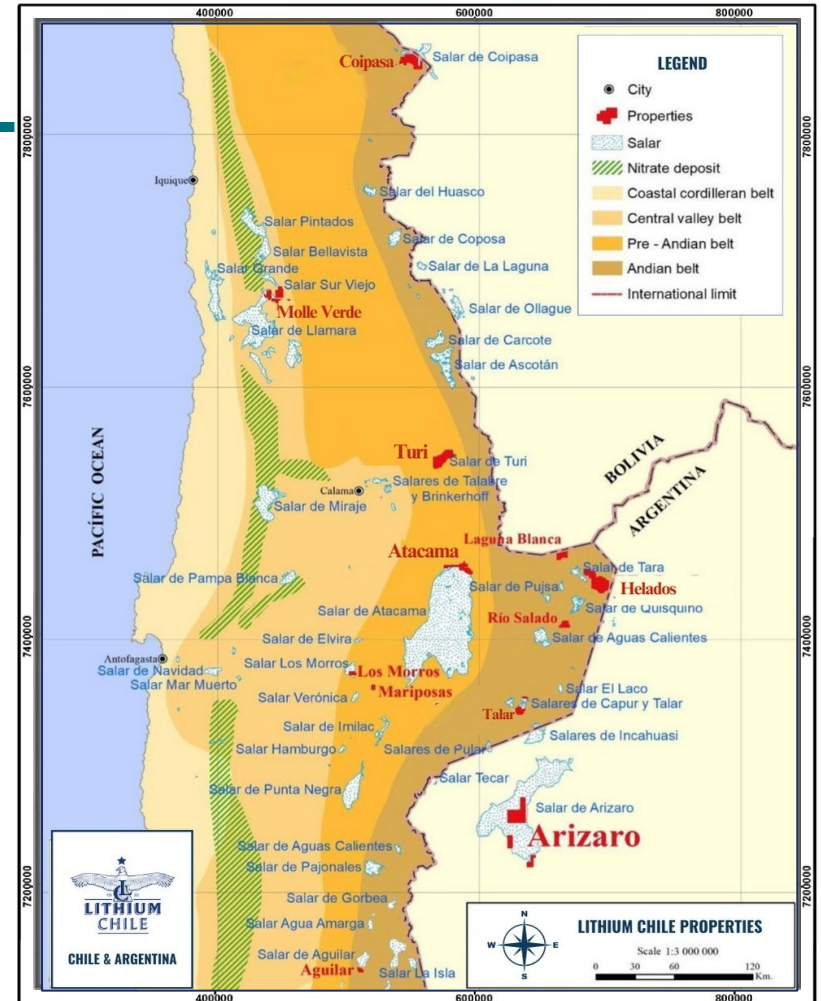 400000
600000
800000
7800000
7600000
7400000
7200000
7800000
7600000
7400000
7200000
Coipasa
Salar de Coipasa
LEGEND
City
Properties
Salar
Nitrate deposit
Coastal cordilleran belt
Central valley belt
Pre - Andian belt
Andian belt
International limit
Iquique
Salar del Huasco
Salar Pintados
Salar de Coposa
Salar Bellavista
Salar Grande
Salar de La Laguna
Salar Sur Viejo
Molle Verde
Salar de Ollague
Salar de Llamara
Salar de Carcote
Salar de Ascotán
PACÍFIC OCEAN
BOLIVIA
ARGENTINA
Turi
Salar de Turi
Calama
Salares de Talabre
y Brinkerhoff
Salar de Miraje
Laguna Blanca
Atacama
Salar de Tara
Salar de Pampa Blanca
Salar de Pujsa
Helados
Salar de Atacama
Salar de Quisquino
Río Salado
Salar de Elvira
Salar de Aguas Calientes
Antofagasta
Salar de Navidad
Salar Los Morros
Los Morros
Salar Mar Muerto
Mariposas
Salar El Laco
Salar Verónica
Salares de Capur y Talar
Talar
Salar de Imilac
Salares de Incahuasi
Salar Hamburgo
Salares de Pular
Salar Tecar
Salar de Punta Negra
Salar de Arizaro
Arizaro
Salar de Aguas Calientes
Salar de Pajonales
Salar de Gorbea
Salar Agua Amarga
Salar de Aguilar
Aguilar
Salar La Isla
LC
LITHIUM
CHILE
CHILE & ARGENTINA
N
W
E
S
LITHIUM CHILE PROPERTIES
Scale 1:3 000 000
0 30 60 120
Km.
400000
600000
800000